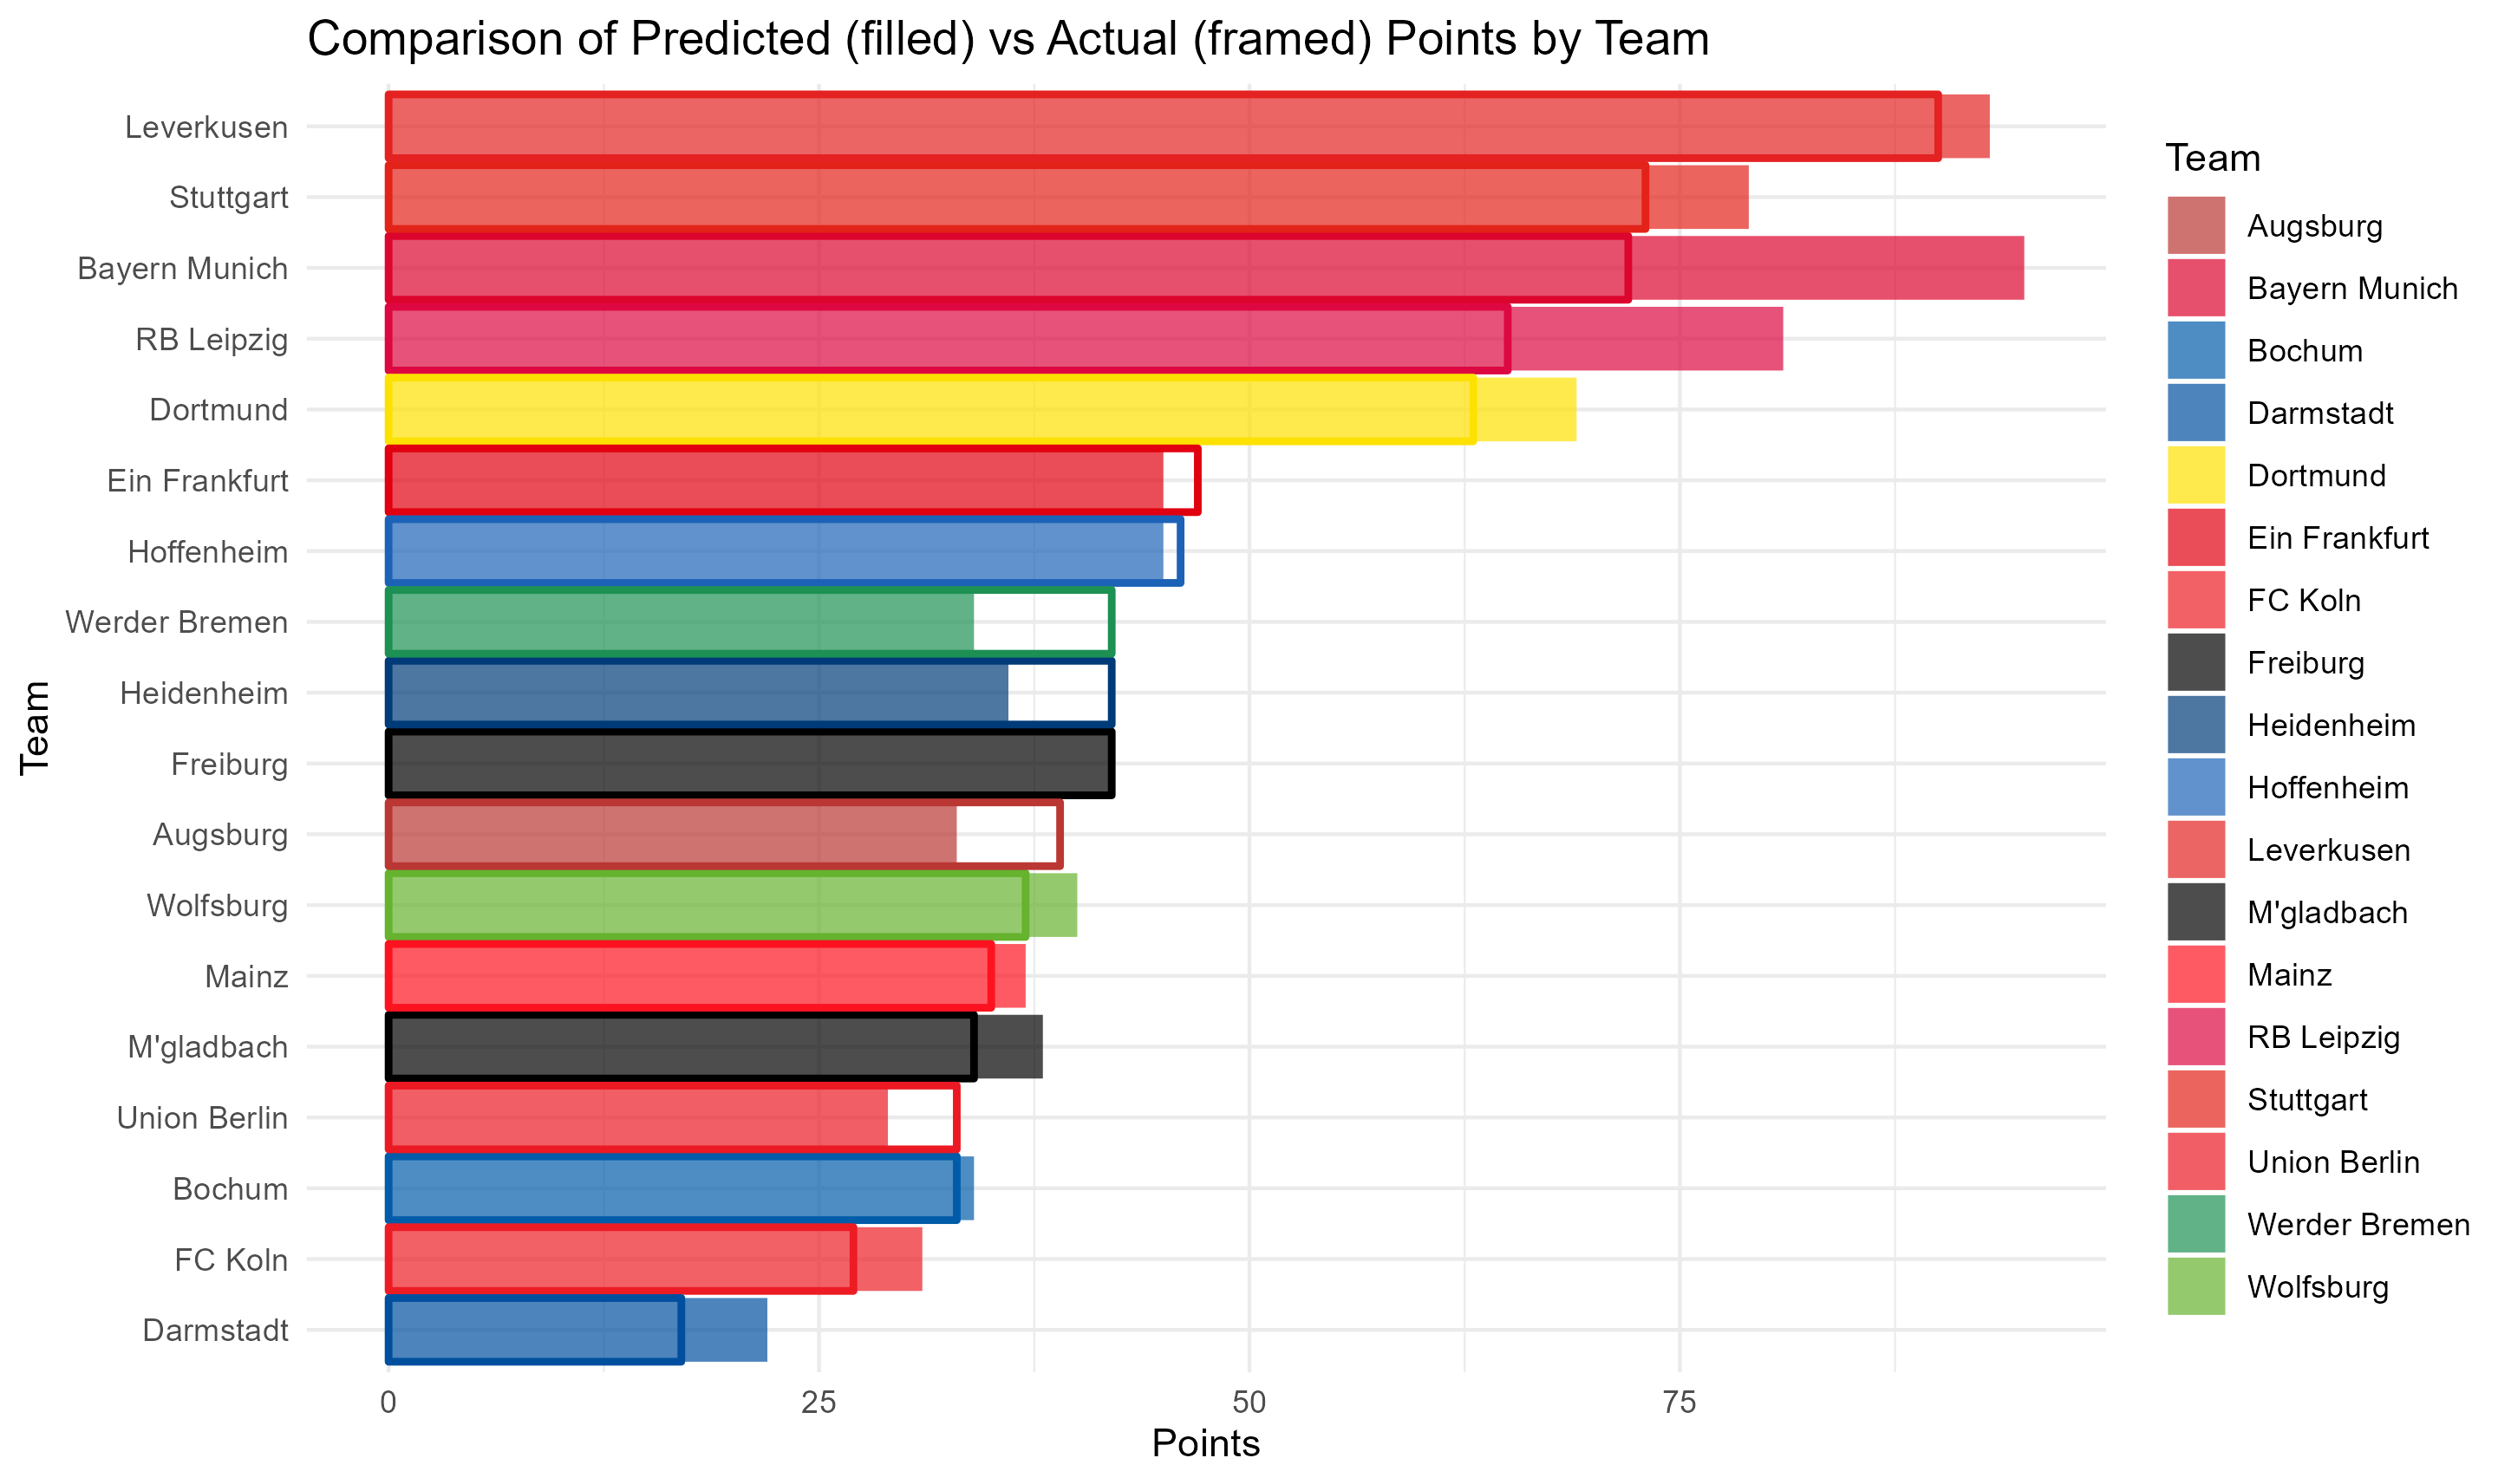 Comparison of Predicted (filled) vs Actual (framed) Points by Team
Team
Leverkusen
Stuttgart
Bayern Munich
RB Leipzig
Dortmund
Ein Frankfurt
Hoffenheim
Werder Bremen
Heidenheim
Freiburg
Augsburg
Wolfsburg
Mainz
M'gladbach
Union Berlin
Bochum
FC Koln
Darmstadt
0 25 50 75
Points
Team
Augsburg
Bayern Munich
Bochum
Darmstadt
Dortmund
Ein Frankfurt
FC Koln
Freiburg
Heidenheim
Hoffenheim
Leverkusen
M'gladbach
Mainz
RB Leipzig
Stuttgart
Union Berlin
Werder Bremen
Wolfsburg